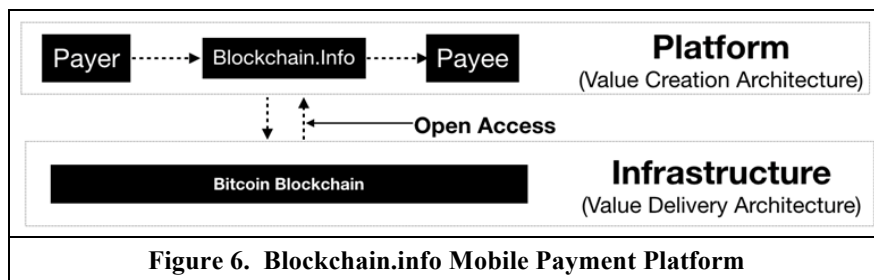 Payer
Blockchain.Info
Payee
Platform
(Value Creation Architecture)
Open Access
Bitcoin Blockchain
Infrastructure
(Value Delivery Architecture)
Figure 6. Blockchain.info Mobile Payment Platform